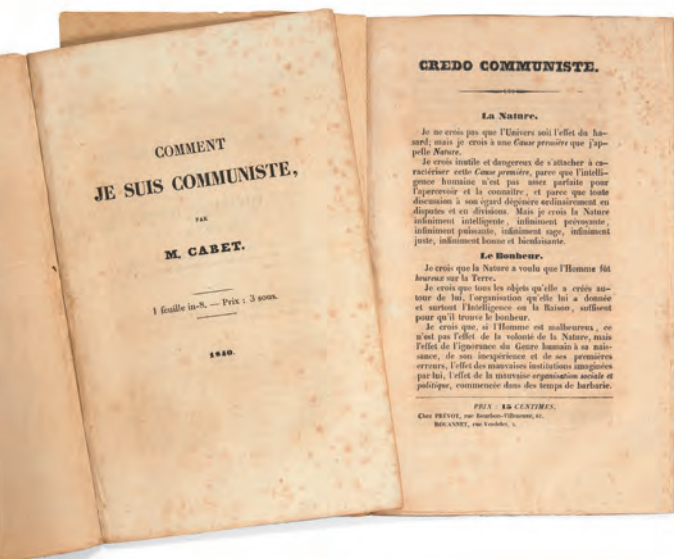 COMMENT
JE SUIS COMMUNISTE,
PAR
M. CABET.
1 feuille in-8. — Prix : 3 sous.
1840.
CREDO COMMUNISTE.
La Nature.
Je ne crois pas que l'Univers soit l'effet du ha-
sard; mais je crois à une Cause première que j'ap-
pelle Nature.
Je crois inutile et dangereux de s'attacher à ca-
ractériser cette Cause première, parce que l'intelli-
gence humaine n'est pas assez parfaite pour
l'apercevoir et la connaître, et parce que toute
discussion à son égard dégénère ordinairement en
disputes et en divisions. Mais je crois la Nature
infiniment intelligente, infiniment prévoyante,
infiniment puissante, infiniment sage, infiniment
juste, infiniment bonne et bienfaisante.
Le Bonheur.
Je crois que la Nature a voulu que l'Homme fût
heureux sur la Terre.
Je crois que tous les objets qu'elle a créés au-
tour de lui, l'organisation qu'elle lui a donnée
et surtout l'Intelligence ou la Raison, suffisent
pour qu'il trouve le bonheur.
Je crois que, si l'Homme est malheureux, ce
n'est pas l'effet de la volonté de la Nature, mais
l'effet de l'ignorance du Genre humain à sa nais-
sance, de son inexpérience et de ses premières
erreurs, l'effet des mauvaises institutions imaginées
par lui, l'effet de la mauvaise organisation sociale et
politique, commencée dans des temps de barbarie.
PRIX : 15 CENTIMES.
Chez PRÉVOT, rue Bourbon-Villeneuve,
ROUANNET, rue Verdelet,